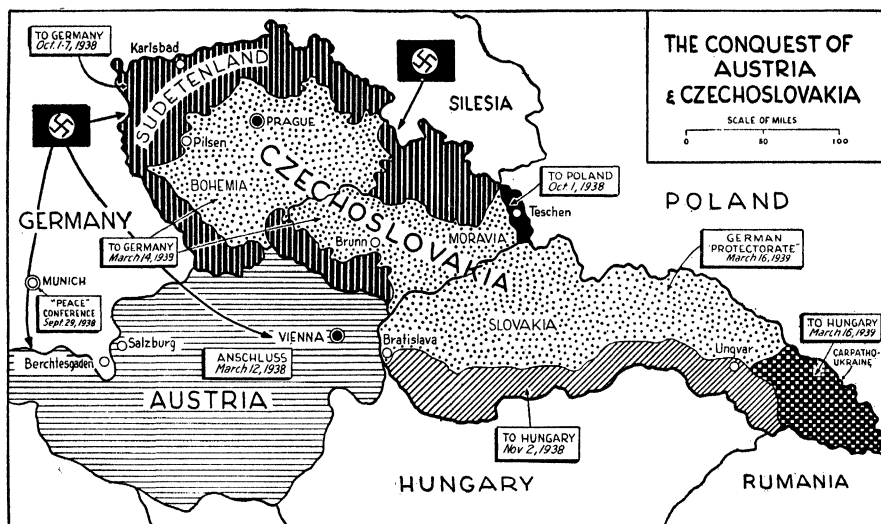 THE CONQUEST OF
AUSTRIA
& CZECHOSLOVAKIA
SCALE OF MILES
0 50 100
TO GERMANY
Oct. 1-7, 1938
Karlsbad
SUDETENLAND
SILESIA
PRAGUE
Pilsen
CZECHOSLOVAKIA
BOHEMIA
TO POLAND
Oct. 1, 1938
Teschen
POLAND
GERMANY
TO GERMANY
March 14, 1939
Brunn
MORAVIA
GERMAN
"PROTECTORATE"
March 16, 1939
MUNICH
"PEACE"
CONFERENCE
Sept. 29, 1938
SLOVAKIA
TO HUNGARY
March 16, 1939
CARPATHO-
UKRAINE
Salzburg
VIENNA
Bratislava
Ungvar
Berchtesgaden
ANSCHLUSS
March 12, 1938
AUSTRIA
TO HUNGARY
Nov 2, 1938
HUNGARY
RUMANIA